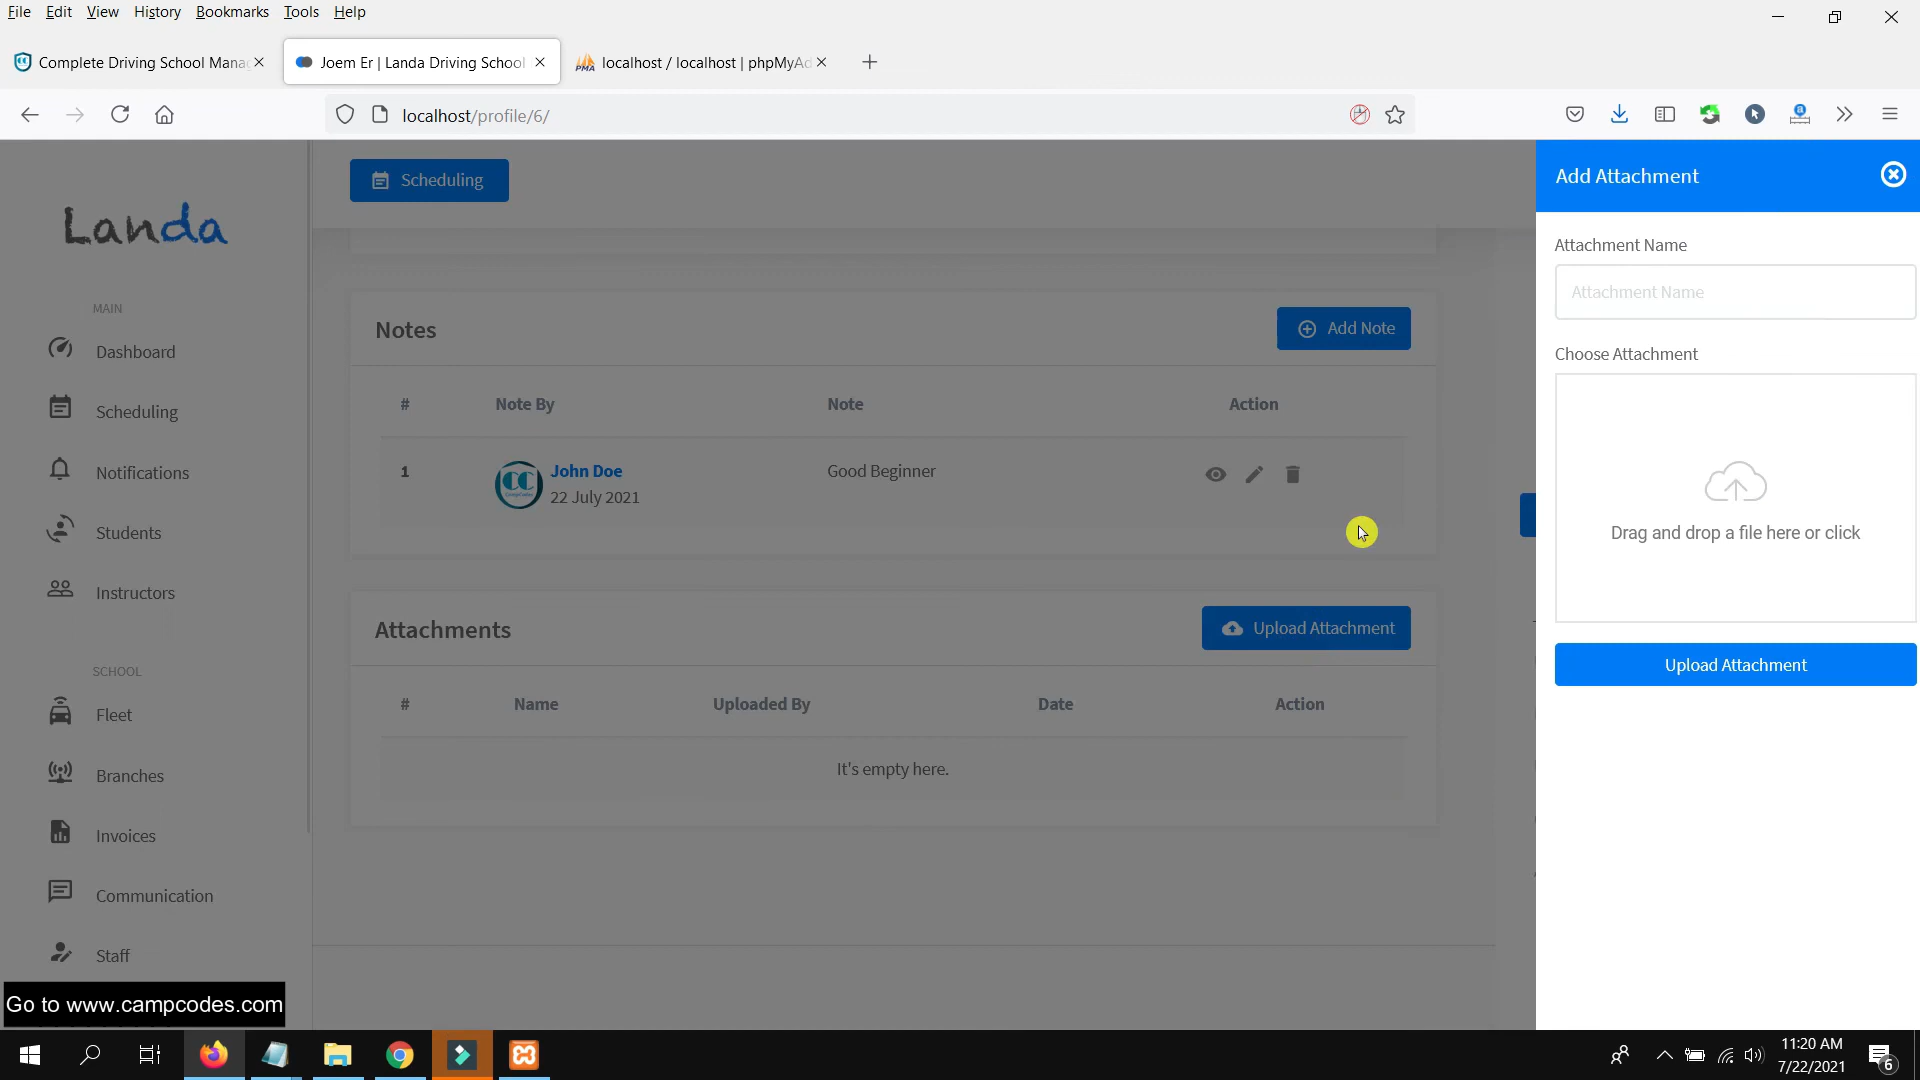 File Edit View History Bookmarks Tools Help
Complete Driving School Mana
Joem Er | Landa Driving School
localhost / localhost | phpMyAd
localhost/profile/6/
Landa
MAIN
Dashboard
Scheduling
Notifications
Students
Instructors
SCHOOL
Fleet
Branches
Invoices
Communication
Staff
Scheduling
Notes
Add Note
# Note By Note Action
1 John Doe Good Beginner
22 July 2021
Attachments
Upload Attachment
# Name Uploaded By Date Action
It's empty here.
Add Attachment
Attachment Name
Attachment Name
Choose Attachment
Drag and drop a file here or click
Upload Attachment
Go to www.campcodes.com
11:20 AM
7/22/2021
6